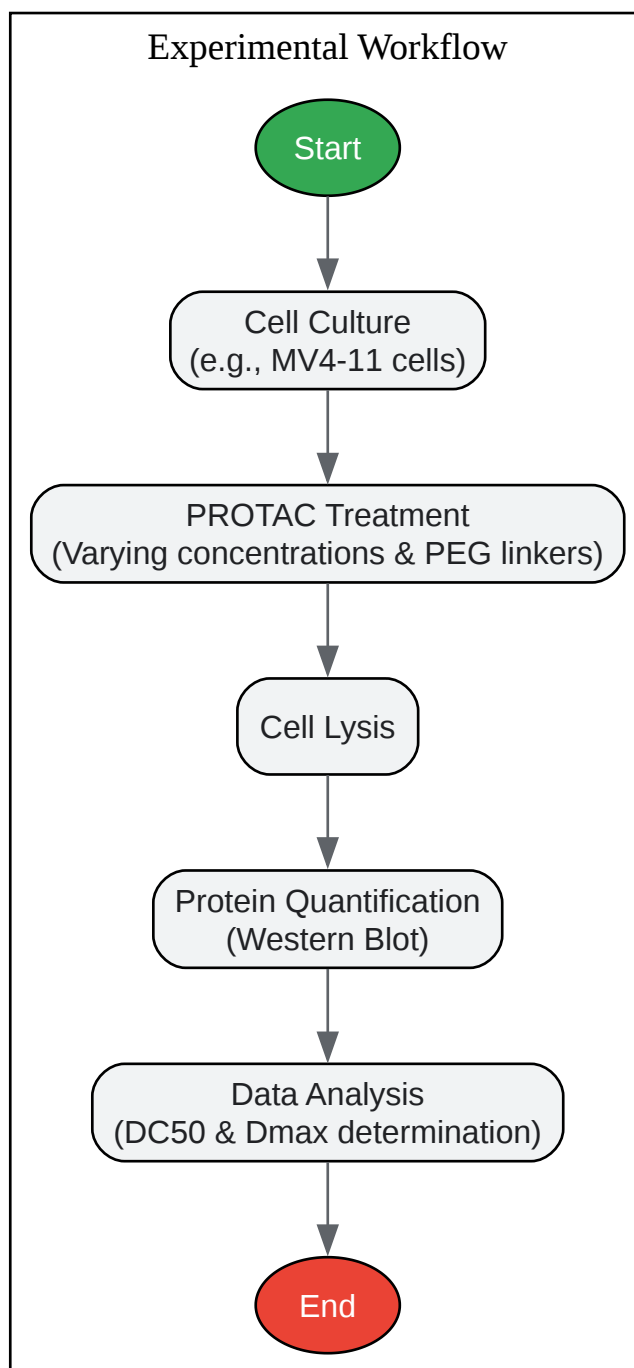 Experimental Workflow
Start
Cell Culture
(e.g., MV4-11 cells)
PROTAC Treatment
(Varying concentrations & PEG linkers)
Cell Lysis
Protein Quantification
(Western Blot)
Data Analysis
(DC50 & Dmax determination)
End